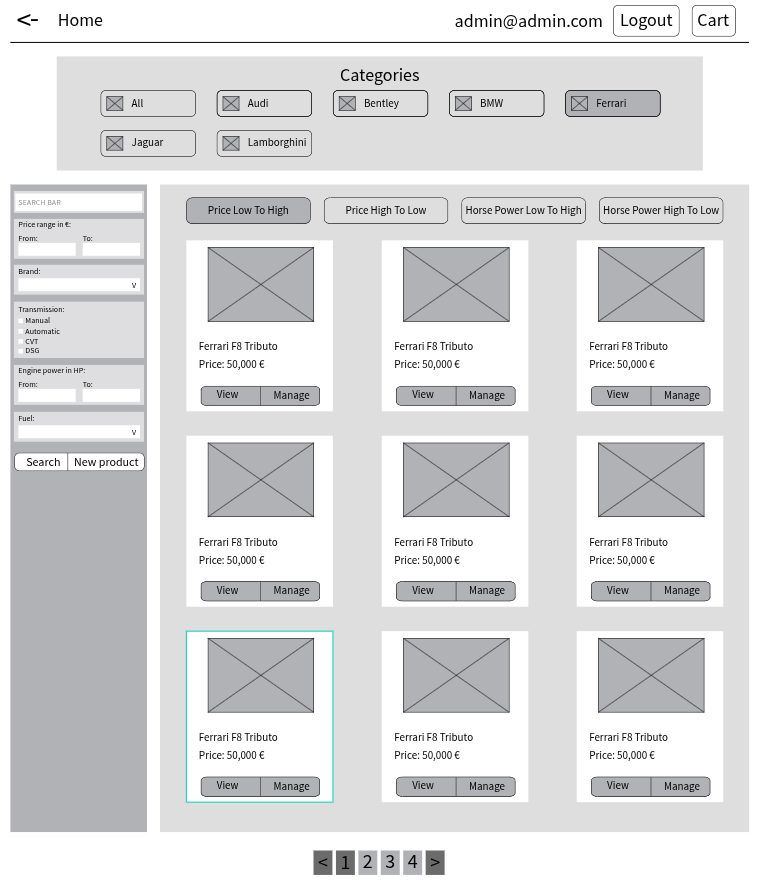 <- Home admin@admin.com Logout Cart
Categories
All Audi Bentley BMW Ferrari
Jaguar Lamborghini
SEARCH BAR
Price range in €:
From: To:
Brand:
v
Transmission:
Manual
Automatic
CVT
DSG
Engine power in HP:
From: To:
Fuel:
v
Search New product
Price Low To High Price High To Low Horse Power Low To High Horse Power High To Low
Ferrari F8 Tributo Ferrari F8 Tributo Ferrari F8 Tributo
Price: 50,000 € Price: 50,000 € Price: 50,000 €
View Manage View Manage View Manage
Ferrari F8 Tributo Ferrari F8 Tributo Ferrari F8 Tributo
Price: 50,000 € Price: 50,000 € Price: 50,000 €
View Manage View Manage View Manage
Ferrari F8 Tributo Ferrari F8 Tributo Ferrari F8 Tributo
Price: 50,000 € Price: 50,000 € Price: 50,000 €
View Manage View Manage View Manage
< 1 2 3 4 >